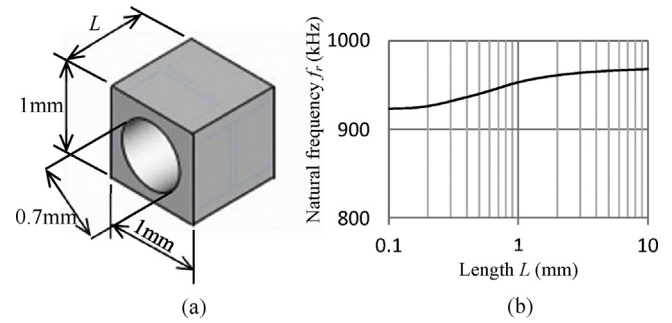 L
1mm
0.7mm
1mm
(a)
Natural frequency fr (kHz)
1000
900
800
0.1
1
10
Length L (mm)
(b)